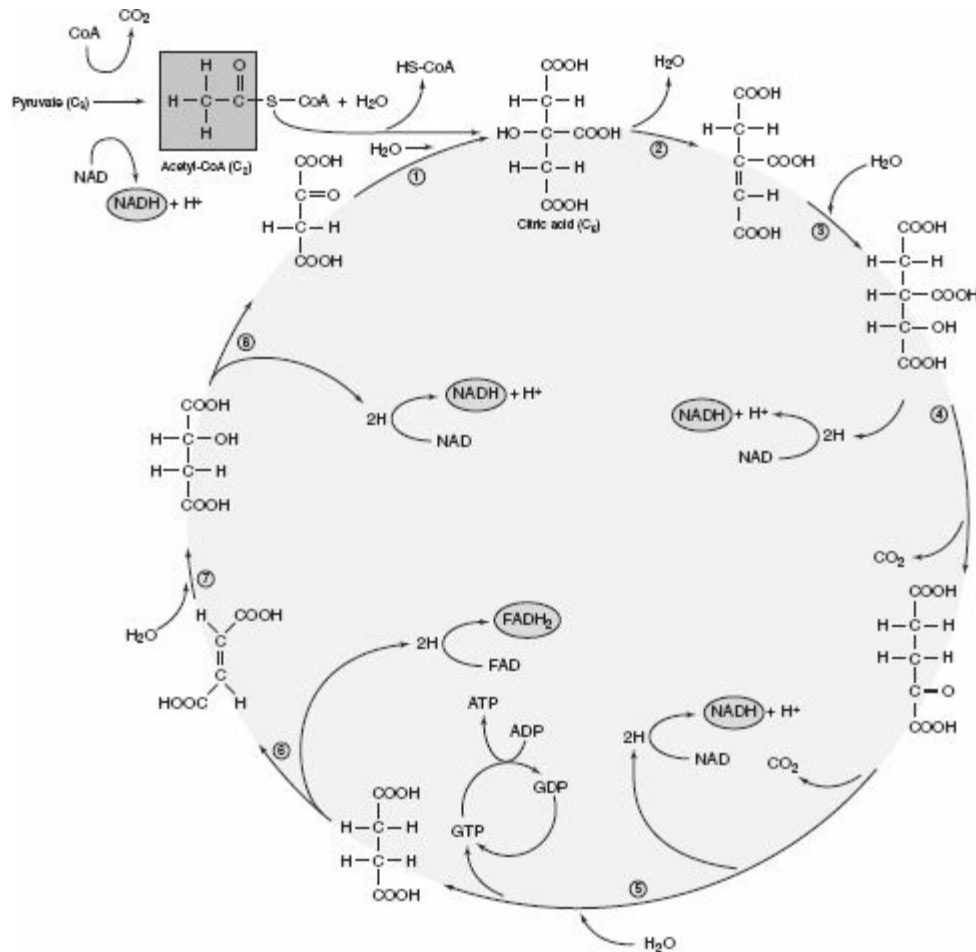 CoA
CO2
Pyruvate (C3)
H
O
H—C—C—S—CoA + H2O
H
Acetyl-CoA (C2)
NAD
NADH + H+
HS-CoA
H2O
①
COOH
C=O
H—C—H
COOH
COOH
H—C—H
HO—C—COOH
H—C—H
COOH
Citric acid (C6)
H2O
②
COOH
H—C—H
C—COOH
C—H
COOH
H2O
③
COOH
H—C—H
H—C—COOH
H—C—OH
COOH
④
2H
NADH + H+
NAD
CO2
COOH
H—C—H
H—C—H
C—O
COOH
CO2
NADH + H+
2H
NAD
⑤
H2O
ATP
ADP
GDP
GTP
COOH
H—C—H
H—C—H
COOH
⑥
FADH2
2H
FAD
H COOH
C
C
HOOC H
H2O
⑦
COOH
C—OH
H—C—H
COOH
⑧
NADH + H+
2H
NAD